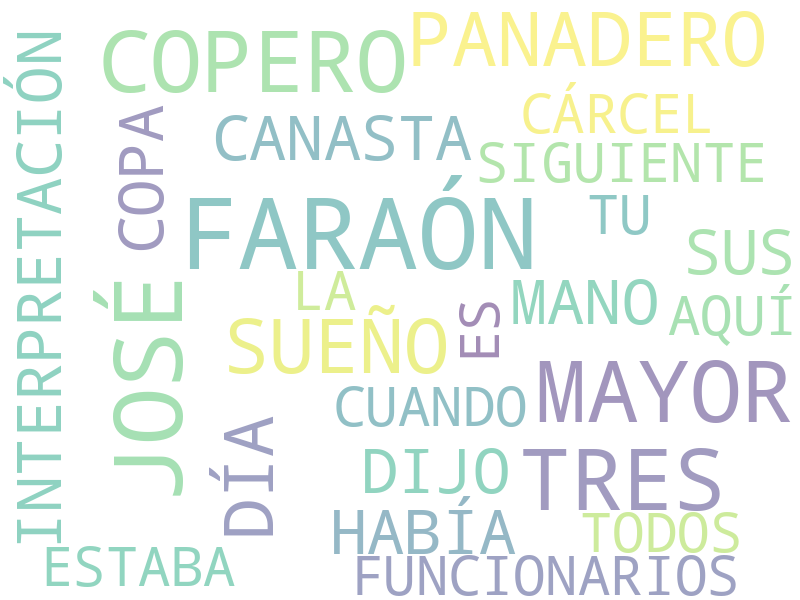 PANADERO
COPERO
CÁRCEL
CANASTA
SIGUIENTE
COPA
INTERPRETACIÓN
FARAÓN
TU
SUS
LA
MANO
AQUÍ
JOSÉ
SUEÑO
ES
MAYOR
CUANDO
DÍA
DIJO
TRES
HABÍA
TODOS
ESTABA
FUNCIONARIOS